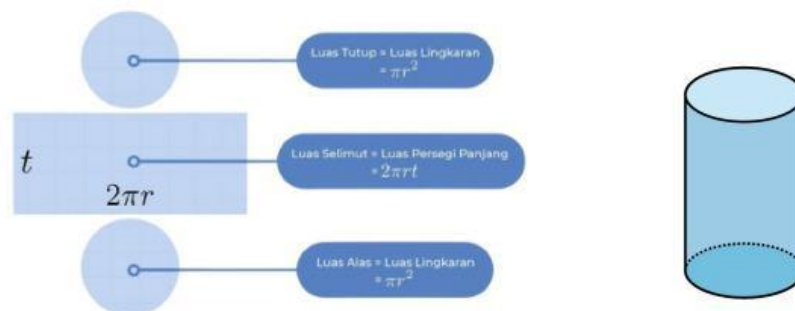 Luas Tutup = Luas Lingkaran
= πr²
t
2πr
Luas Selimut = Luas Persegi Panjang
= 2πrt
Luas Alas = Luas Lingkaran
= πr²